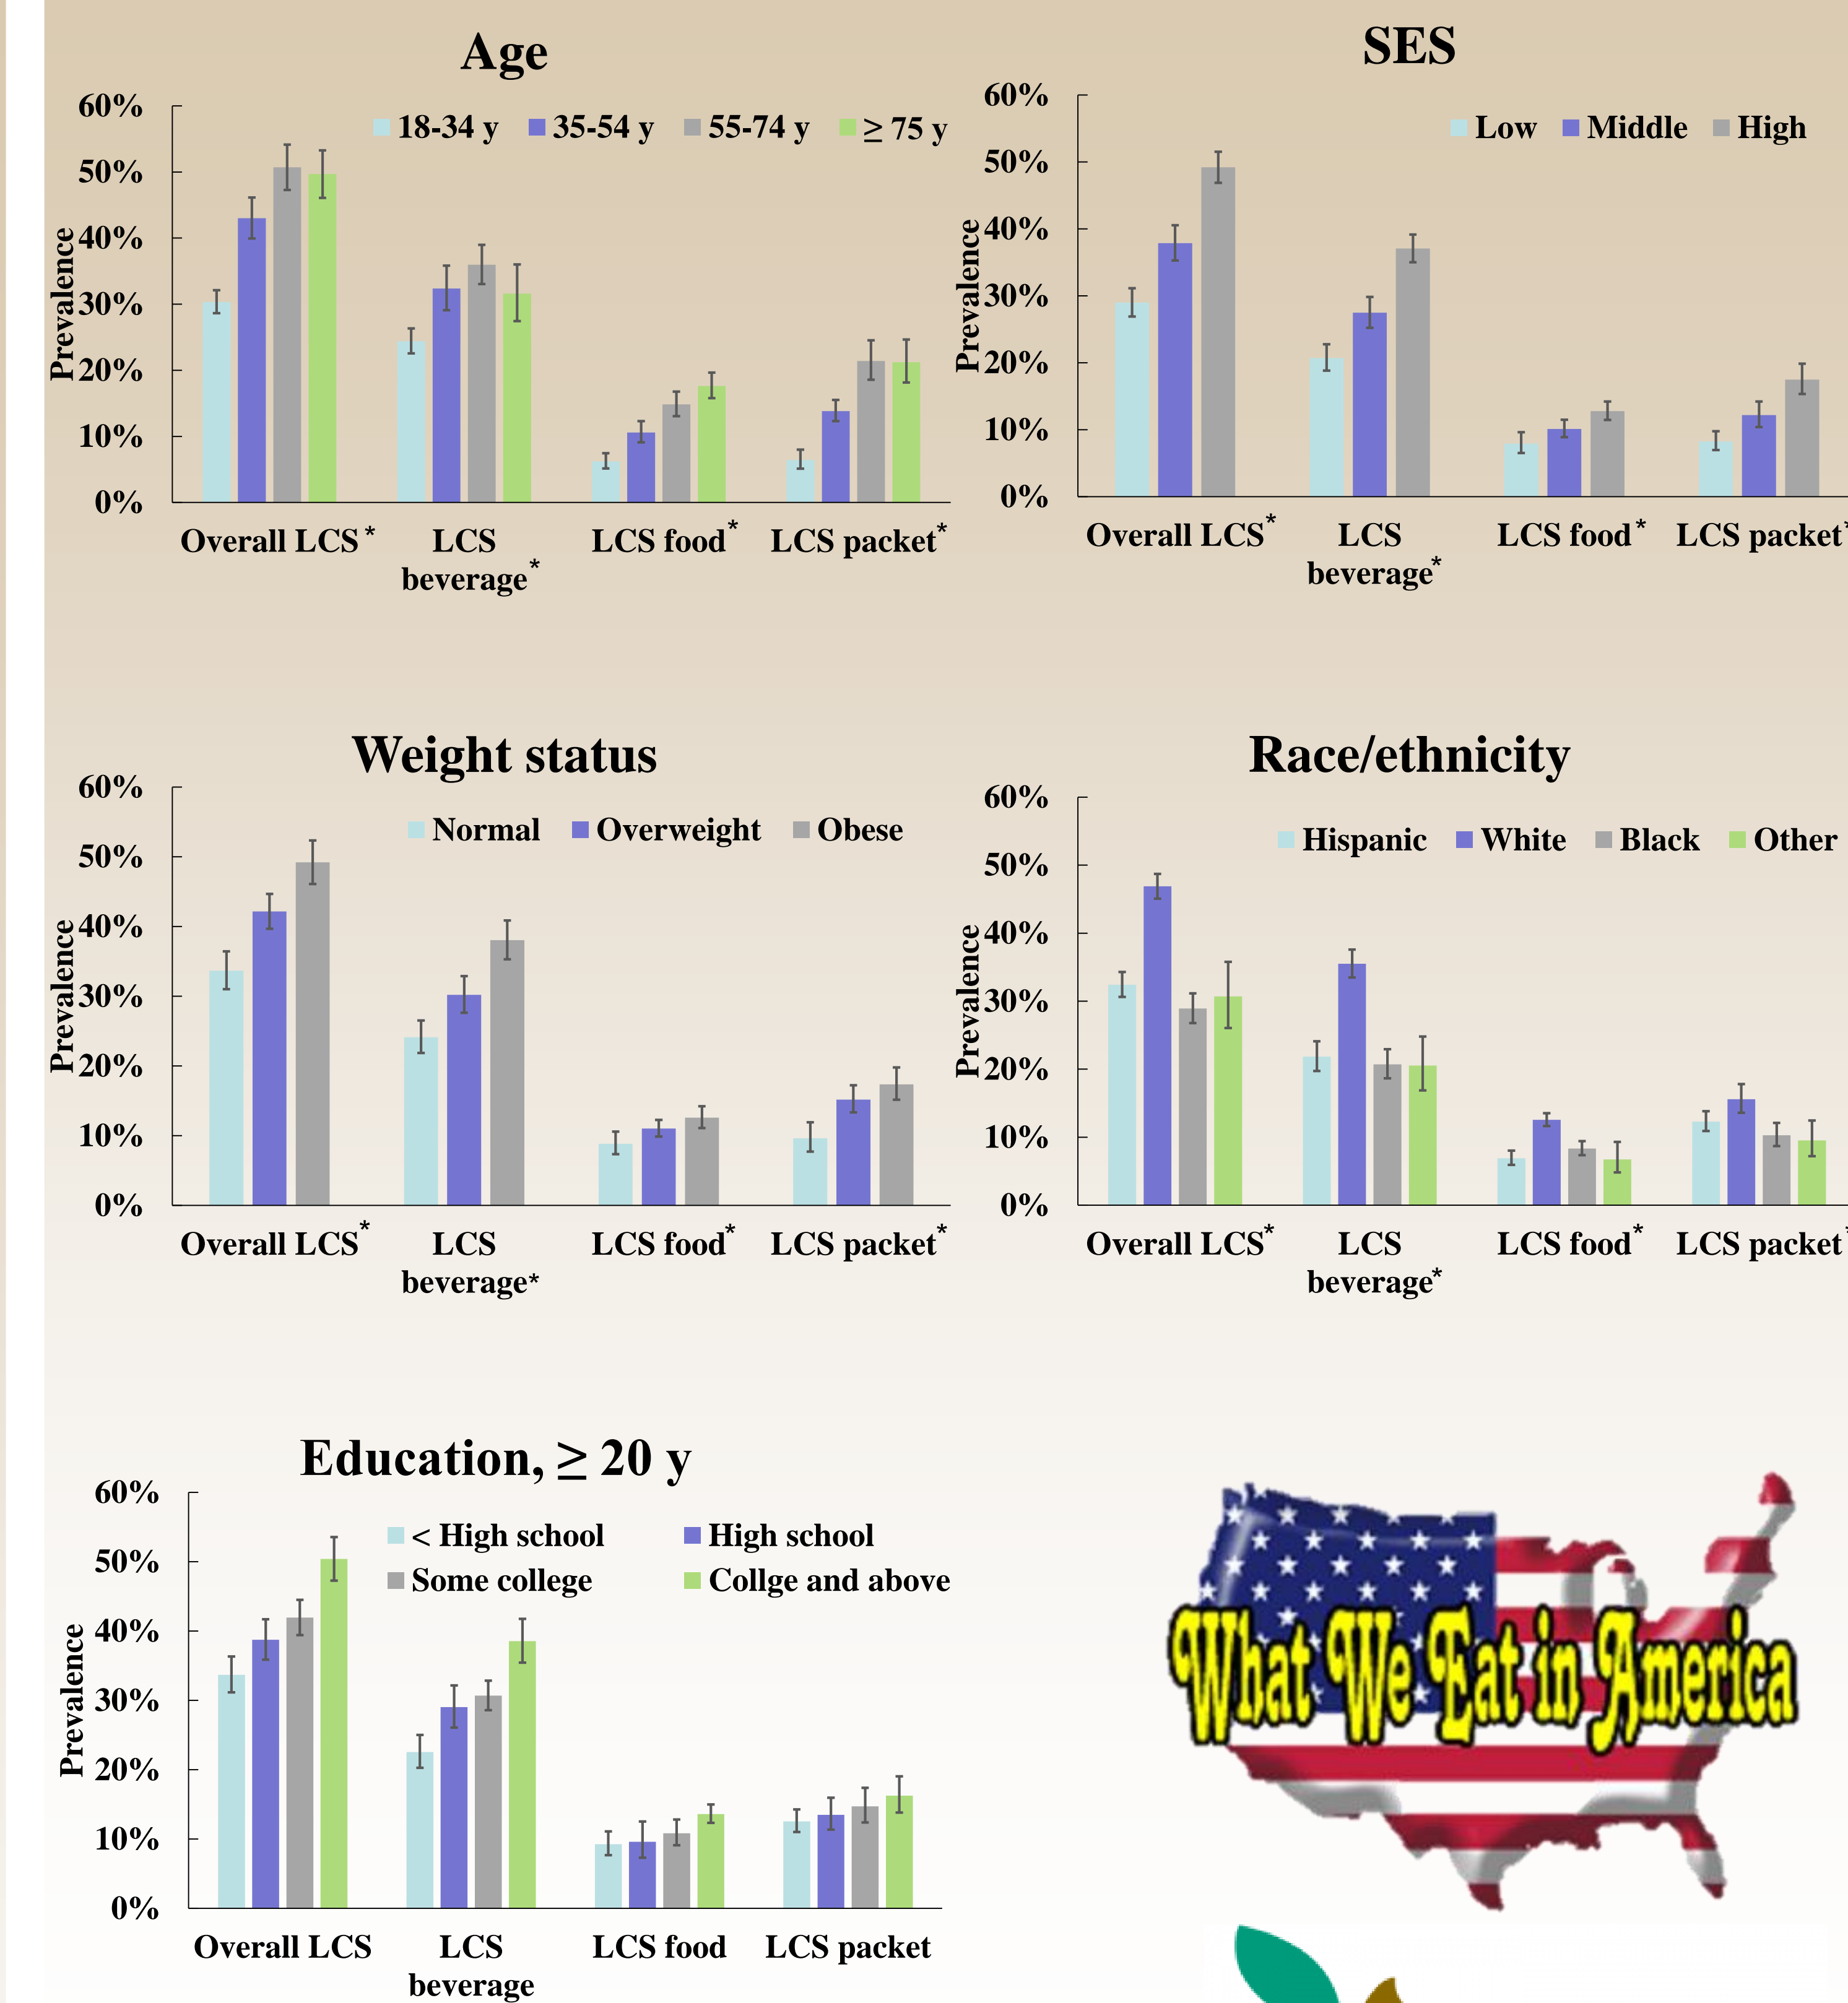 Age
60%
50%
40%
30%
20%
10%
0%
Prevalence
18-34 y 35-54 y 55-74 y ≥ 75 y
Overall LCS* LCS beverage* LCS food* LCS packet*
SES
60%
50%
40%
30%
20%
10%
0%
Prevalence
Low Middle High
Overall LCS* LCS beverage* LCS food* LCS packet*
Weight status
60%
50%
40%
30%
20%
10%
0%
Prevalence
Normal Overweight Obese
Overall LCS* LCS beverage* LCS food* LCS packet*
Race/ethnicity
60%
50%
40%
30%
20%
10%
0%
Prevalence
Hispanic White Black Other
Overall LCS* LCS beverage* LCS food* LCS packet*
Education, ≥ 20 y
60%
50%
40%
30%
20%
10%
0%
Prevalence
< High school High school
Some college Collge and above
Overall LCS LCS beverage LCS food LCS packet
What We Eat in America